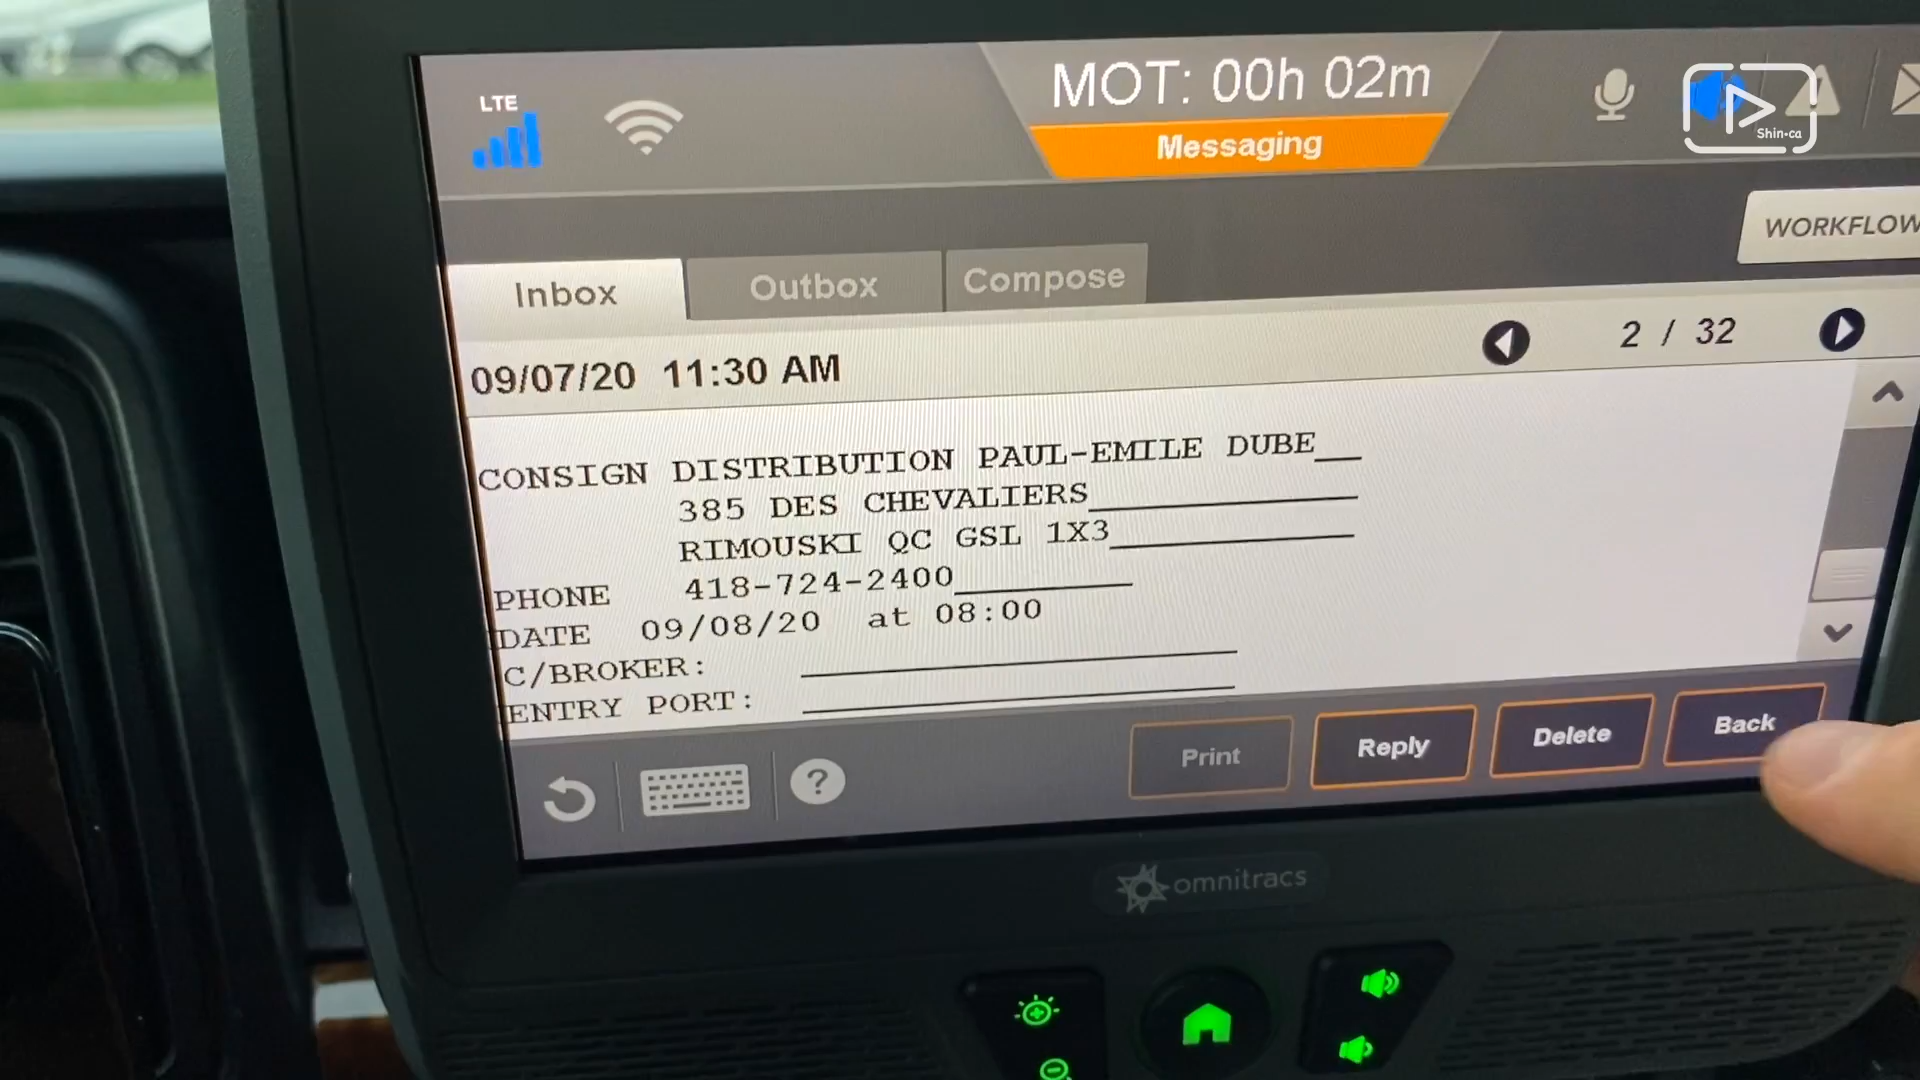 LTE
MOT: 00h 02m
Messaging
Shin-ca
WORKFLOW
Inbox
Outbox
Compose
09/07/20 11:30 AM
2 / 32
CONSIGN DISTRIBUTION PAUL-EMILE DUBE
385 DES CHEVALIERS
RIMOUSKI QC GSL 1X3
PHONE 418-724-2400
DATE 09/08/20 at 08:00
C/BROKER:
ENTRY PORT:
Print
Reply
Delete
Back
?
omnitracs